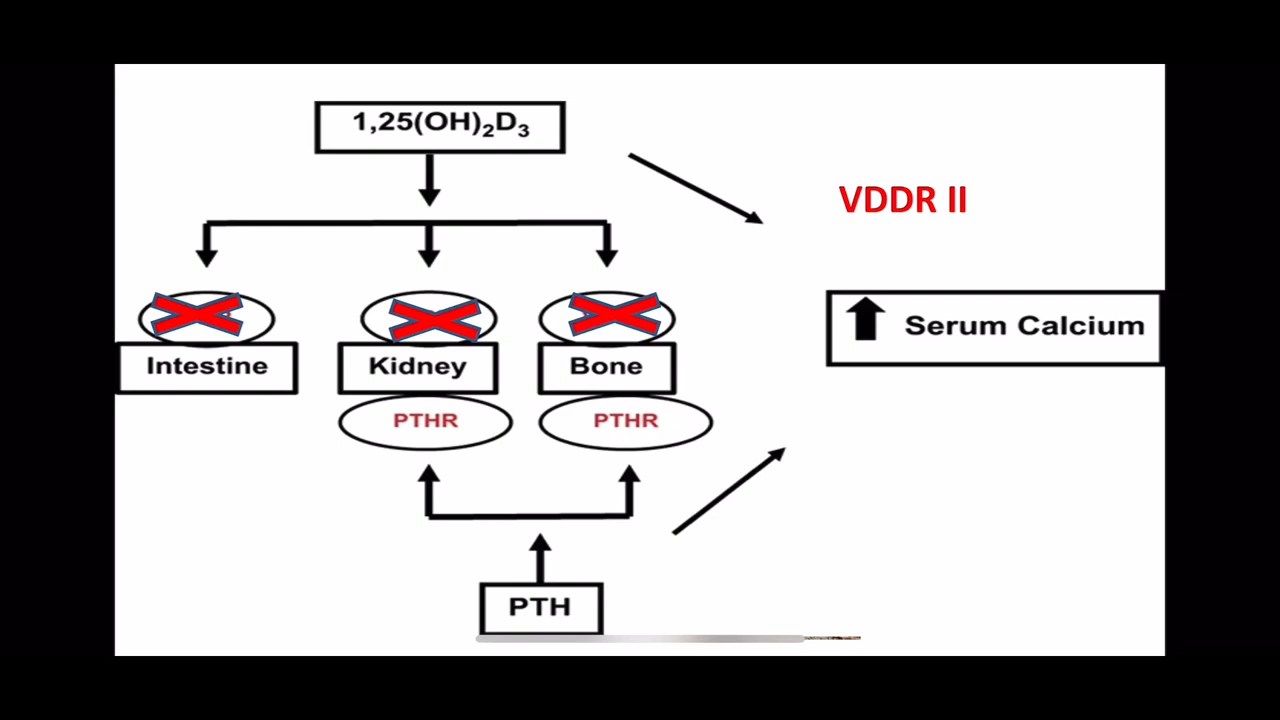 1,25(OH)₂D₃
VDDR II
Serum Calcium
Intestine
Kidney
Bone
PTHR
PTHR
PTH